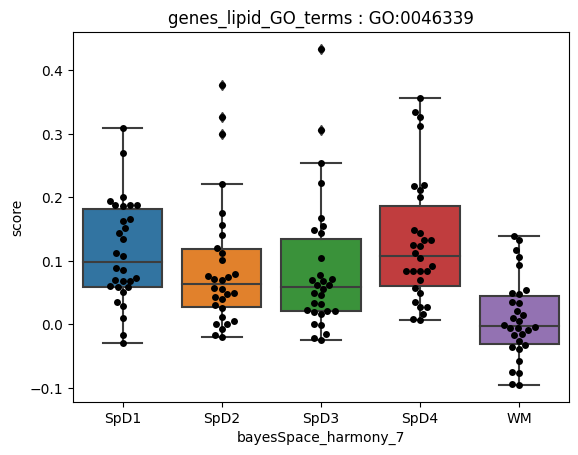 genes_lipid_GO_terms : GO:0046339
0.4
0.3
0.2
0.1
0.0
−0.1
score
SpD1 SpD2 SpD3 SpD4 WM
bayesSpace_harmony_7